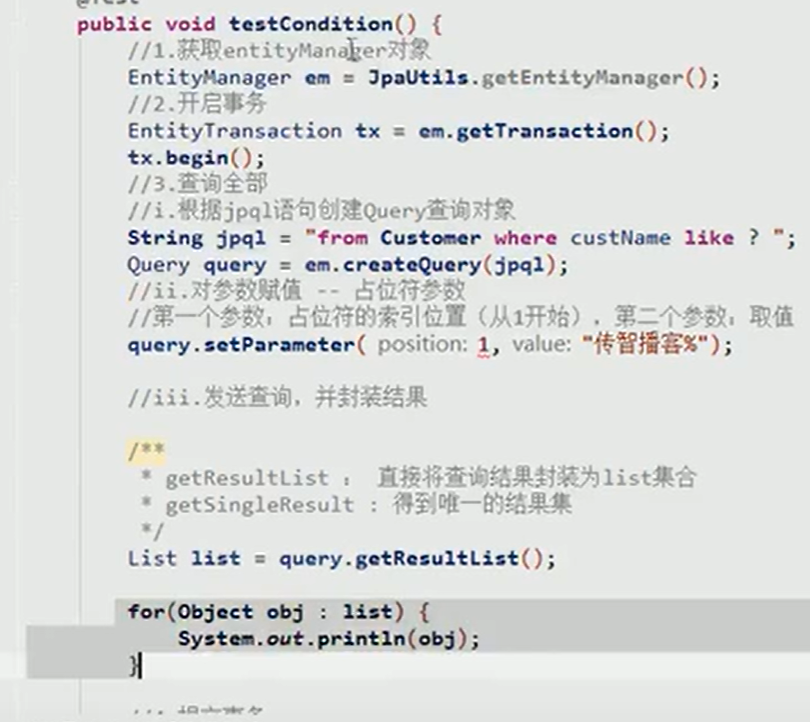 @Test
public void testCondition() {
//1.获取entityManager对象
EntityManager em = JpaUtils.getEntityManager();
//2.开启事务
EntityTransaction tx = em.getTransaction();
tx.begin();
//3.查询全部
//i.根据jpql语句创建Query查询对象
String jpql = "from Customer where custName like ? ";
Query query = em.createQuery(jpql);
//ii.对参数赋值 -- 占位符参数
//第一个参数：占位符的索引位置（从1开始），第二个参数：取值
query.setParameter( position: 1, value: "传智播客%");
//iii.发送查询，并封装结果
/**
* getResultList ： 直接将查询结果封装为list集合
* getSingleResult : 得到唯一的结果集
*/
List list = query.getResultList();
for(Object obj : list) {
System.out.println(obj);
}